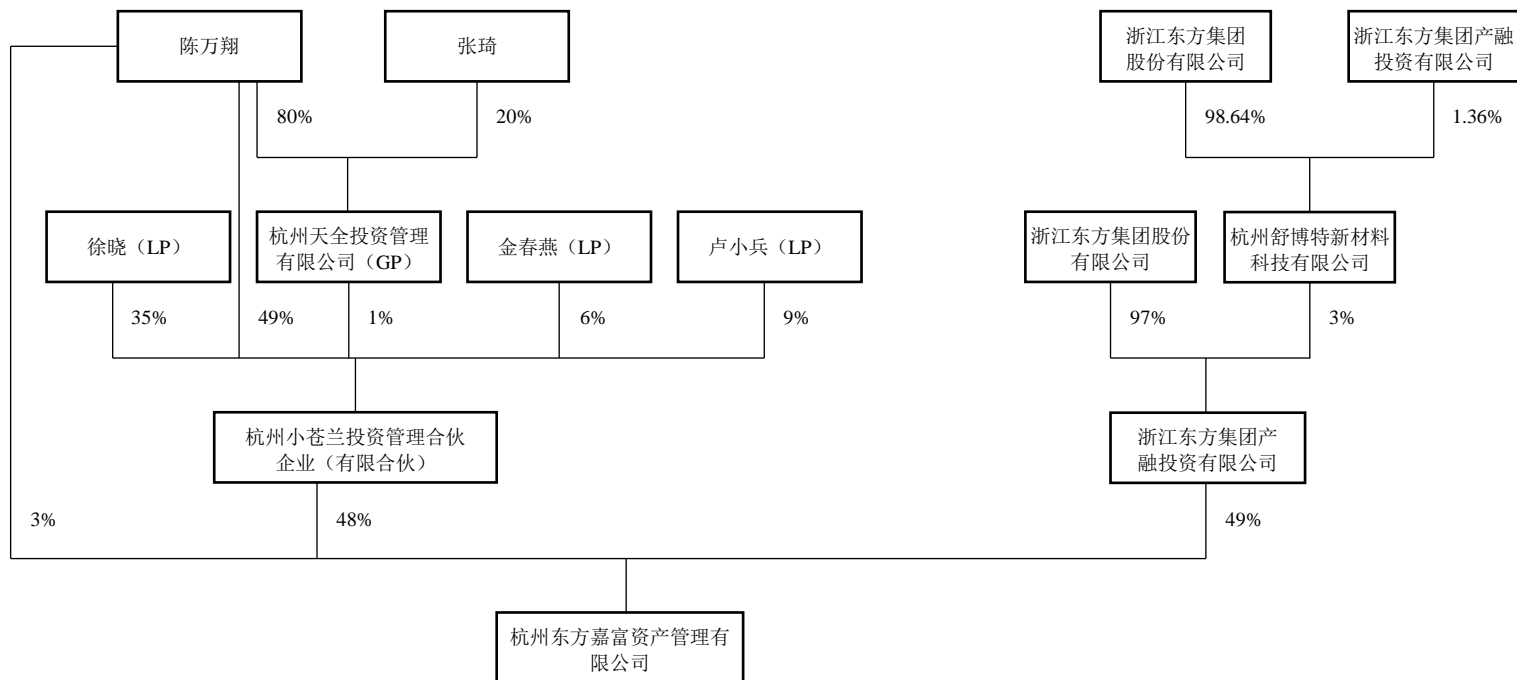 陈万翔
张琦
浙江东方集团
股份有限公司
浙江东方集团产融
投资有限公司
80%
20%
98.64%
1.36%
徐晓（LP）
杭州天全投资管理
有限公司（GP）
金春燕（LP）
卢小兵（LP）
浙江东方集团股份
有限公司
杭州舒博特新材料
科技有限公司
35%
49%
1%
6%
9%
97%
3%
杭州小苍兰投资管理合伙
企业（有限合伙）
浙江东方集团产
融投资有限公司
3%
48%
49%
杭州东方嘉富资产管理有
限公司